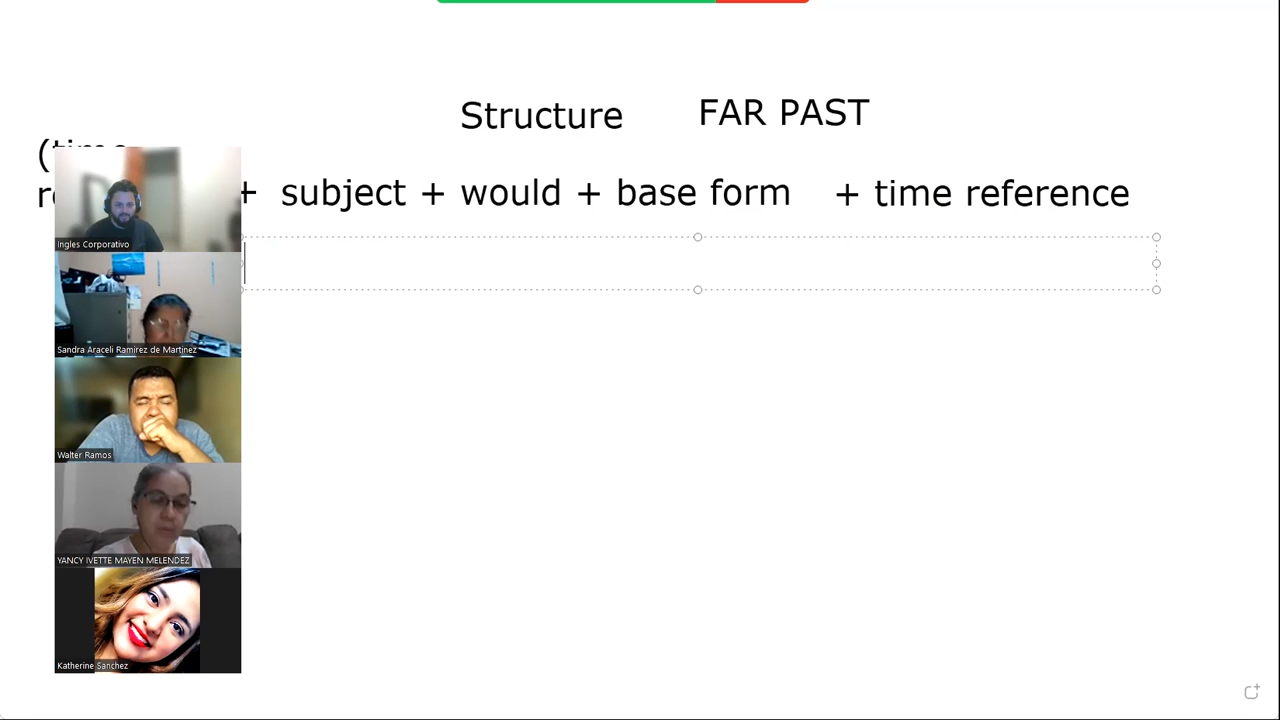 Structure FAR PAST
(time
+ subject + would + base form + time reference
Ingles Corporativo
Sandra Araceli Ramirez de Martinez
Walter Ramos
YANCY IVETTE MAYEN MELENDEZ
Katherine Sanchez